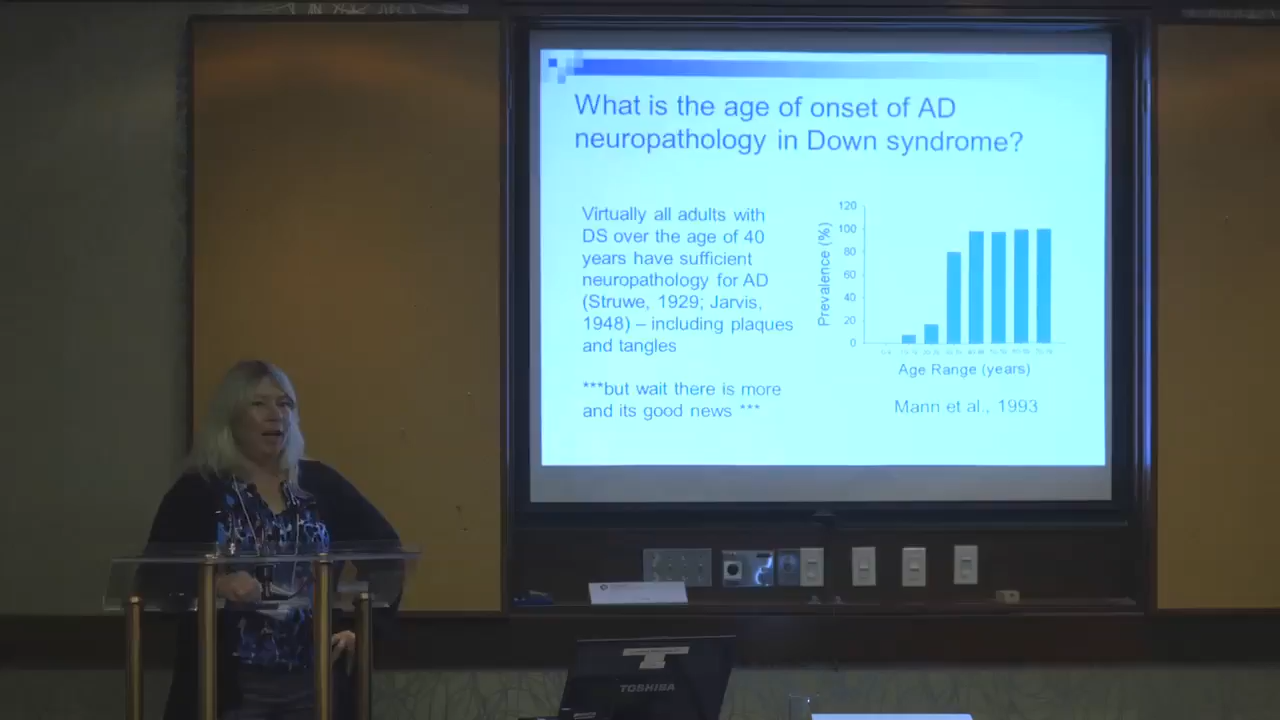 What is the age of onset of AD
neuropathology in Down syndrome?
Virtually all adults with
DS over the age of 40
years have sufficient
neuropathology for AD
(Struwe, 1929; Jarvis,
1948) – including plaques
and tangles
***but wait there is more
and its good news ***
120
100
80
60
40
20
0
Prevalence (%)
Age Range (years)
Mann et al., 1993
TOSHIBA